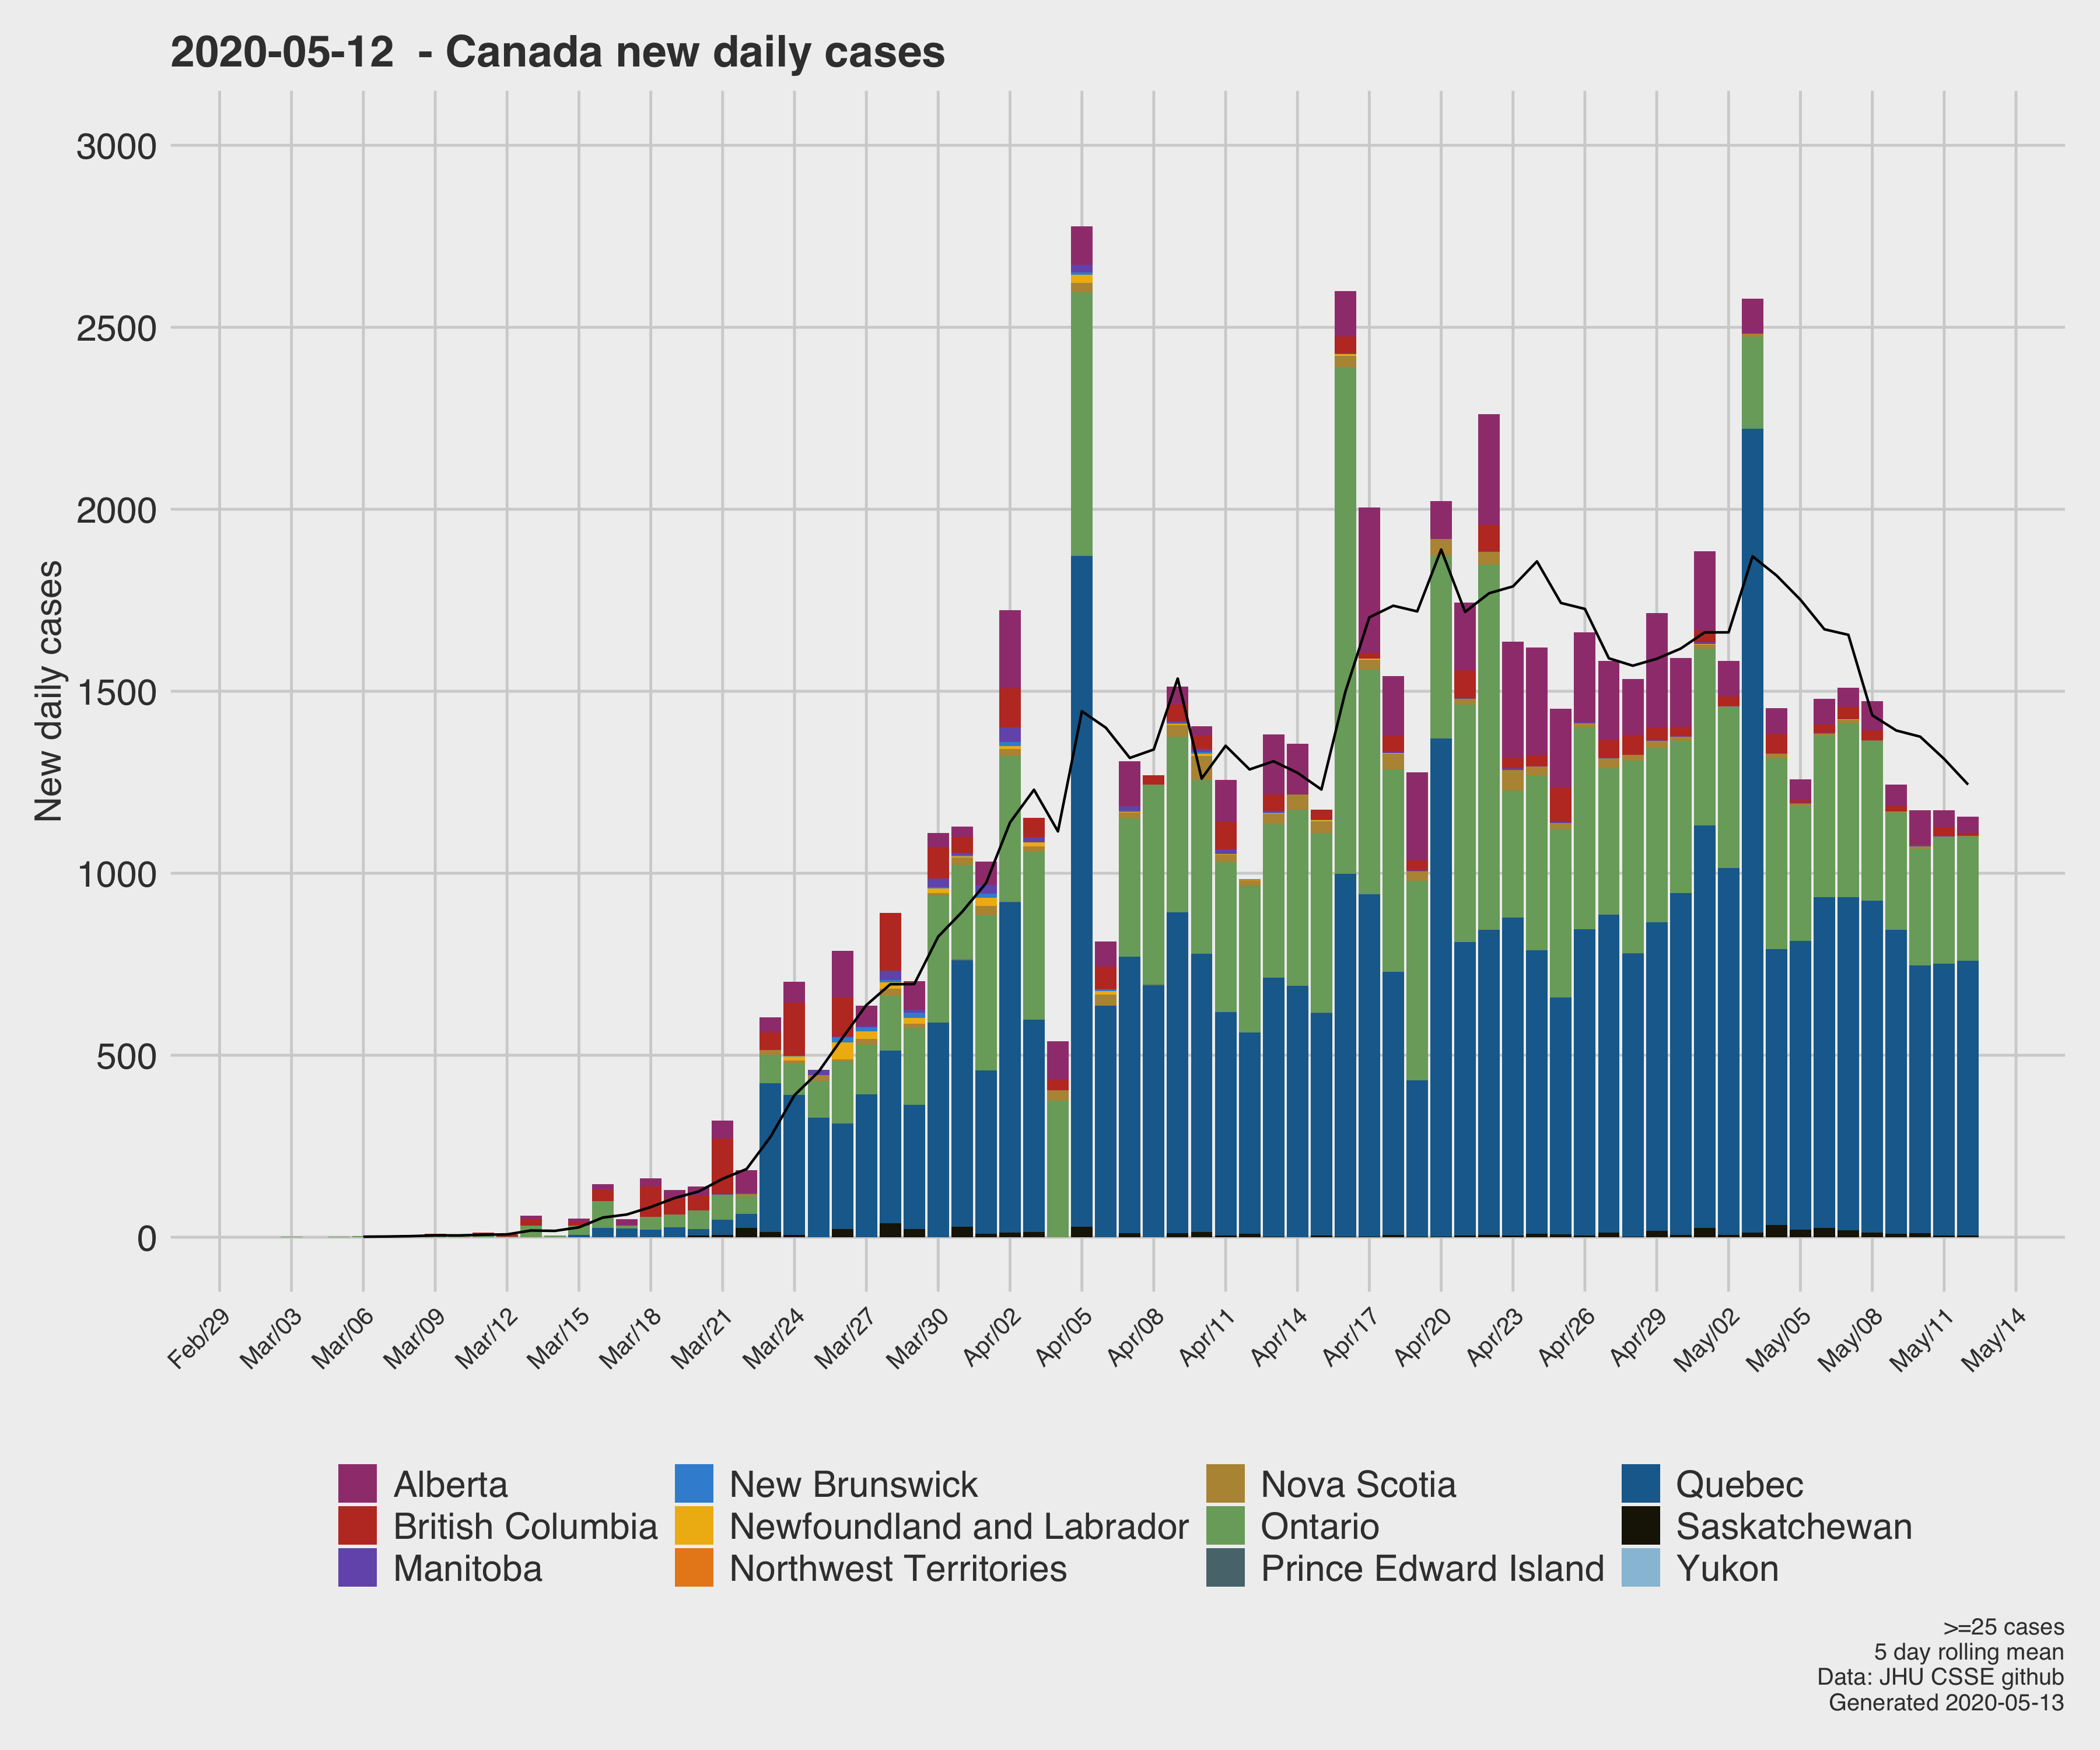 2020-05-12 - Canada new daily cases
New daily cases
3000
2500
2000
1500
1000
500
0
Feb/29
Mar/03
Mar/06
Mar/09
Mar/12
Mar/15
Mar/18
Mar/21
Mar/24
Mar/27
Mar/30
Apr/02
Apr/05
Apr/08
Apr/11
Apr/14
Apr/17
Apr/20
Apr/23
Apr/26
Apr/29
May/02
May/05
May/08
May/11
May/14
Alberta
British Columbia
Manitoba
New Brunswick
Newfoundland and Labrador
Northwest Territories
Nova Scotia
Ontario
Prince Edward Island
Quebec
Saskatchewan
Yukon
>=25 cases
5 day rolling mean
Data: JHU CSSE github
Generated 2020-05-13